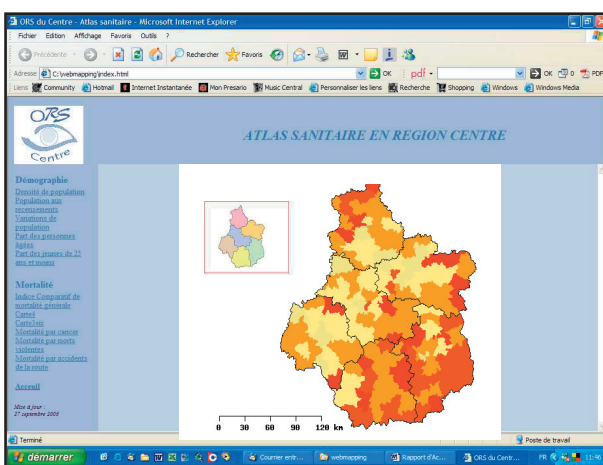 ORS du Centre - Atlas sanitaire - Microsoft Internet Explorer
Fichier Edition Affichage Favoris Outils ?
Précédente Rechercher Favoris
Adresse C:\webmapping\index.html OK pdf OK 0 PDF
Liens Community Hotmail Internet Instantanée Mon Presario Music Central Personnaliser les liens Recherche Shopping Windows Windows Media
ORS
Centre
ATLAS SANITAIRE EN REGION CENTRE
Démographie
Densité de population
Population aux
recensements
Variations de
population
Part des personnes
âgées
Part des jeunes de 25
ans et moins
Mortalité
Indice Comparatif de
mortalité générale
Carte4
Mortalité par cancer
Mortalité par morts
violentes
Mortalité par accidents
de la route
Acceuil
Mise à jour :
27 septembre 2005
0 30 60 90 120 km
Terminé Poste de travail
démarrer Courrier entr... webmapping Rapport d'Ac... ORS du Centr... FR 11:46